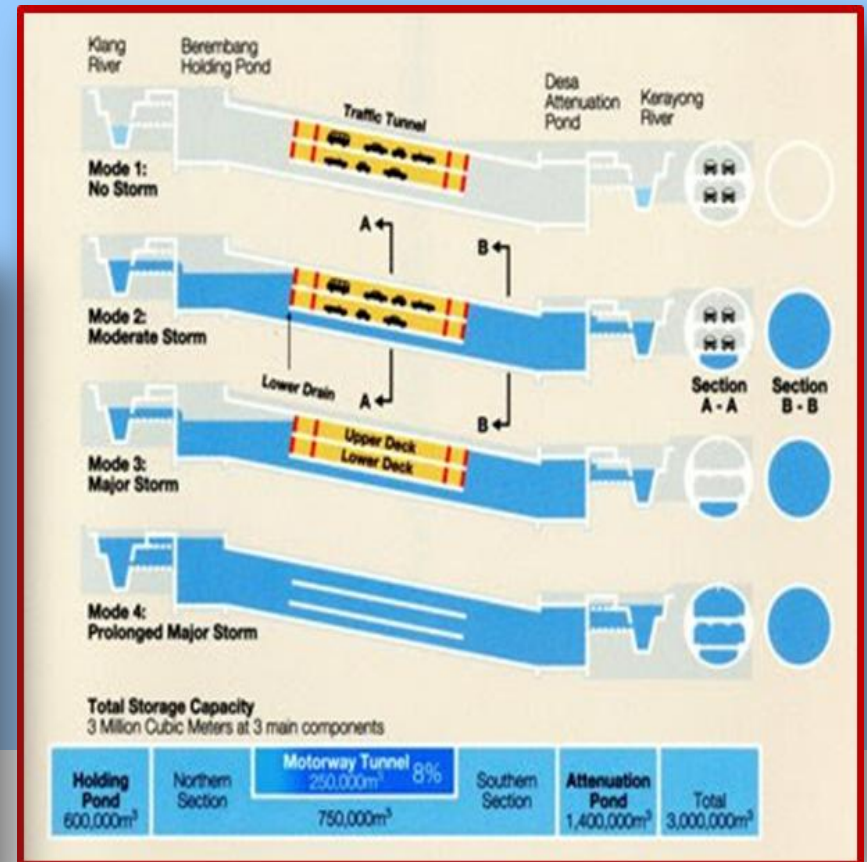 Klang
River
Berembang
Holding Pond
Desa
Attenuation
Pond
Kerayong
River
Traffic Tunnel
Mode 1:
No Storm
A
B
Mode 2:
Moderate Storm
Lower Drain
A
B
Section
A - A
Section
B - B
Mode 3:
Major Storm
Upper Deck
Lower Deck
Mode 4:
Prolonged Major Storm
Total Storage Capacity
3 Million Cubic Meters at 3 main components
Holding
Pond
600,000m³
Northern
Section
Motorway Tunnel
250,000m³ 8%
750,000m³
Southern
Section
Attenuation
Pond
1,400,000m³
Total
3,000,000m³